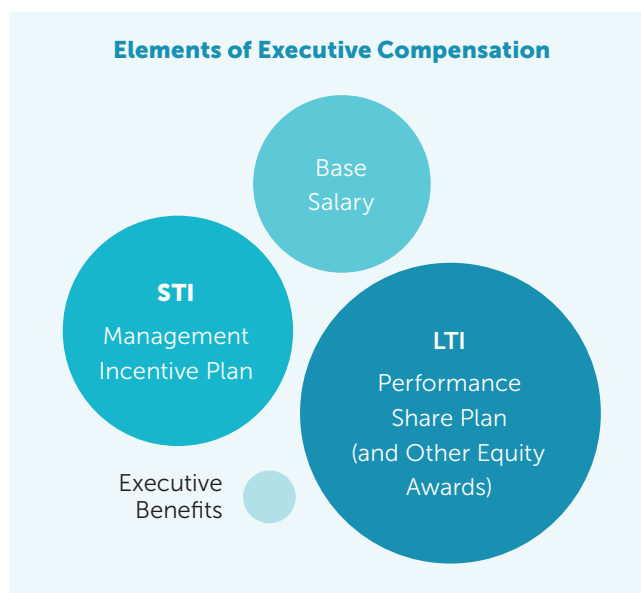 Elements of Executive Compensation
Base
Salary
STI
Management
Incentive Plan
LTI
Performance
Share Plan
(and Other Equity
Awards)
Executive
Benefits